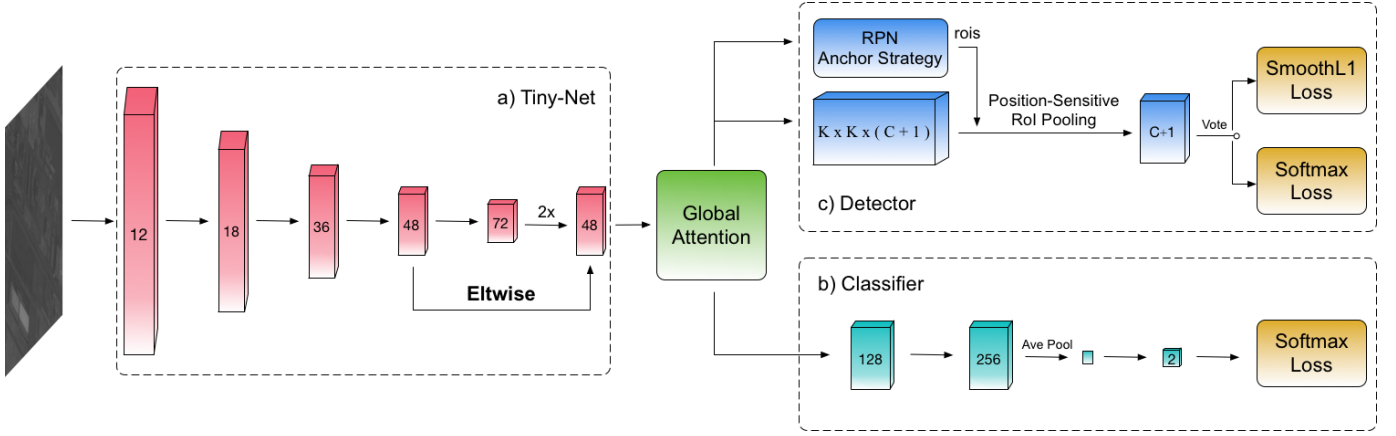 a) Tiny-Net
12
18
36
48
72
2x
48
Eltwise
Global
Attention
RPN
Anchor Strategy
rois
K x K x ( C + 1 )
Position-Sensitive
RoI Pooling
C+1
Vote
SmoothL1
Loss
Softmax
Loss
c) Detector
b) Classifier
128
256
Ave Pool
2
Softmax
Loss